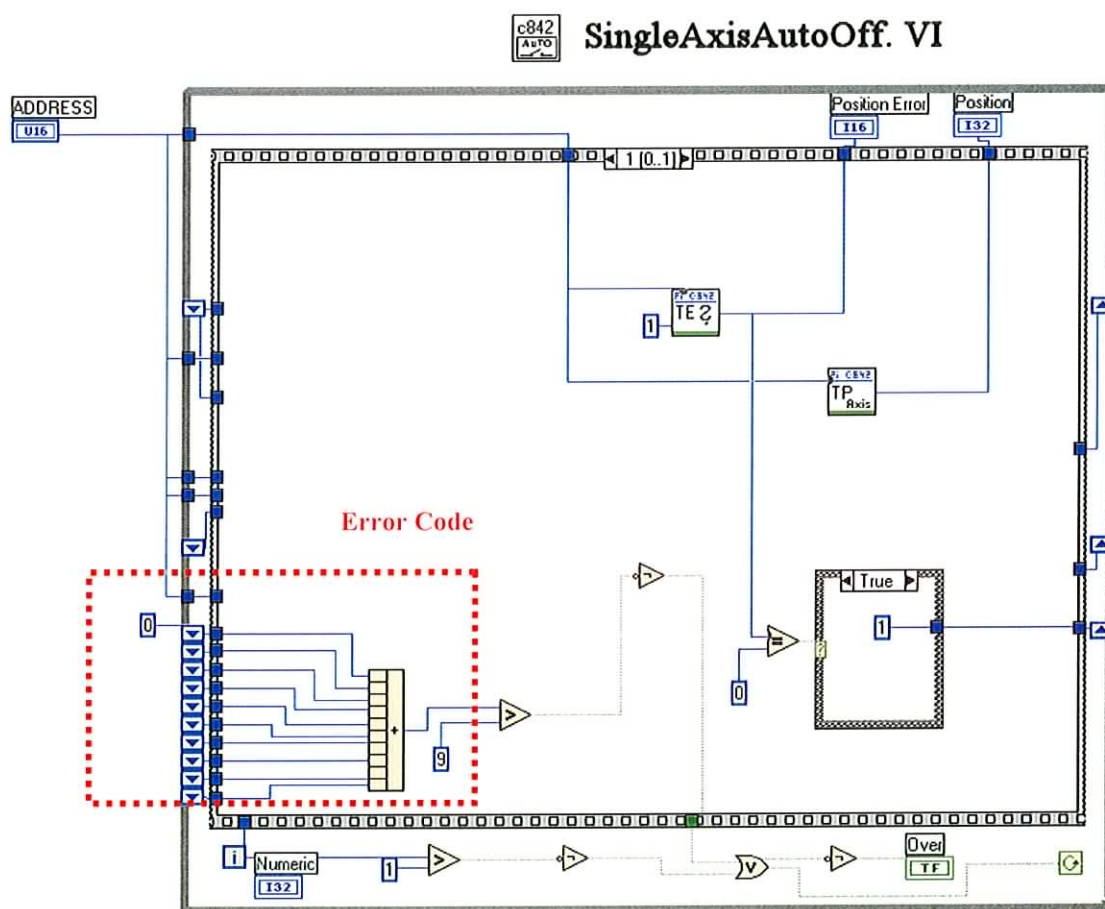 c842
AUTO
SingleAxisAutoOff. VI
ADDRESS
U16
Position Error
I16
Position
I32
1 [0..1]
TE ?
1
TP
Axis
Error Code
True
1
0
=
0
+
>
9
i
Numeric
I32
>
1
V
Over
TF